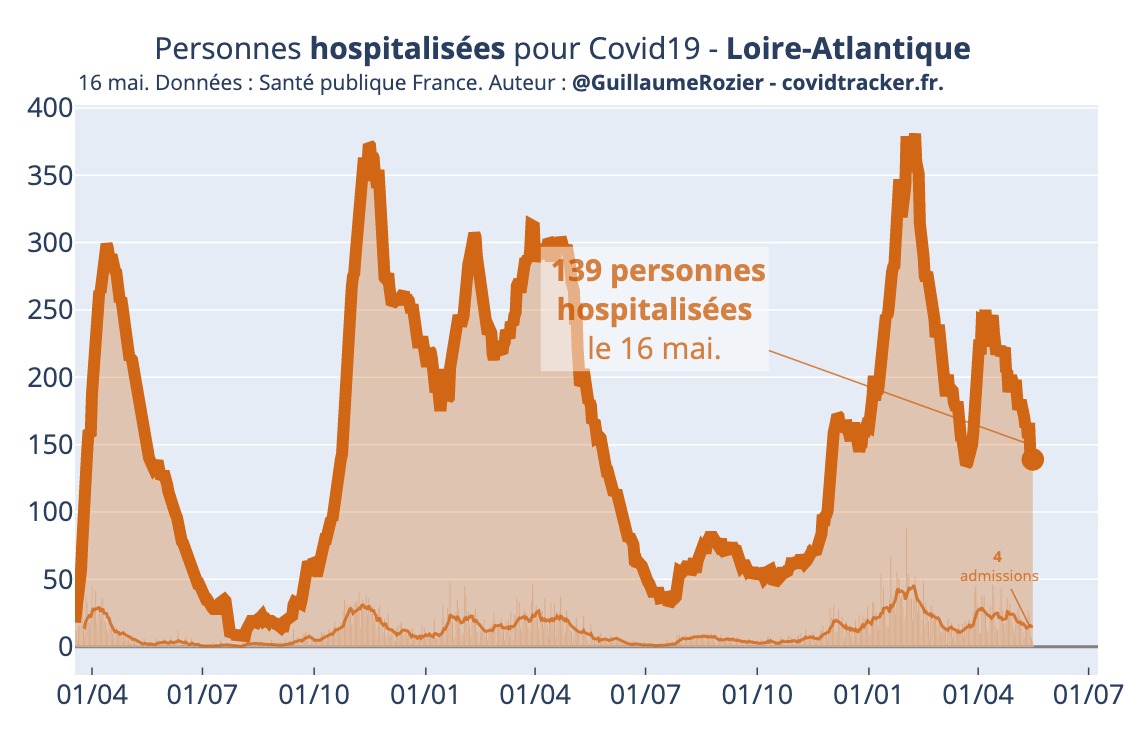 Personnes hospitalisées pour Covid19 - Loire-Atlantique
16 mai. Données : Santé publique France. Auteur : @GuillaumeRozier - covidtracker.fr.
400
350
300
250
200
150
100
50
0
139 personnes
hospitalisées
le 16 mai.
4
admissions
01/04 01/07 01/10 01/01 01/04 01/07 01/10 01/01 01/04 01/07